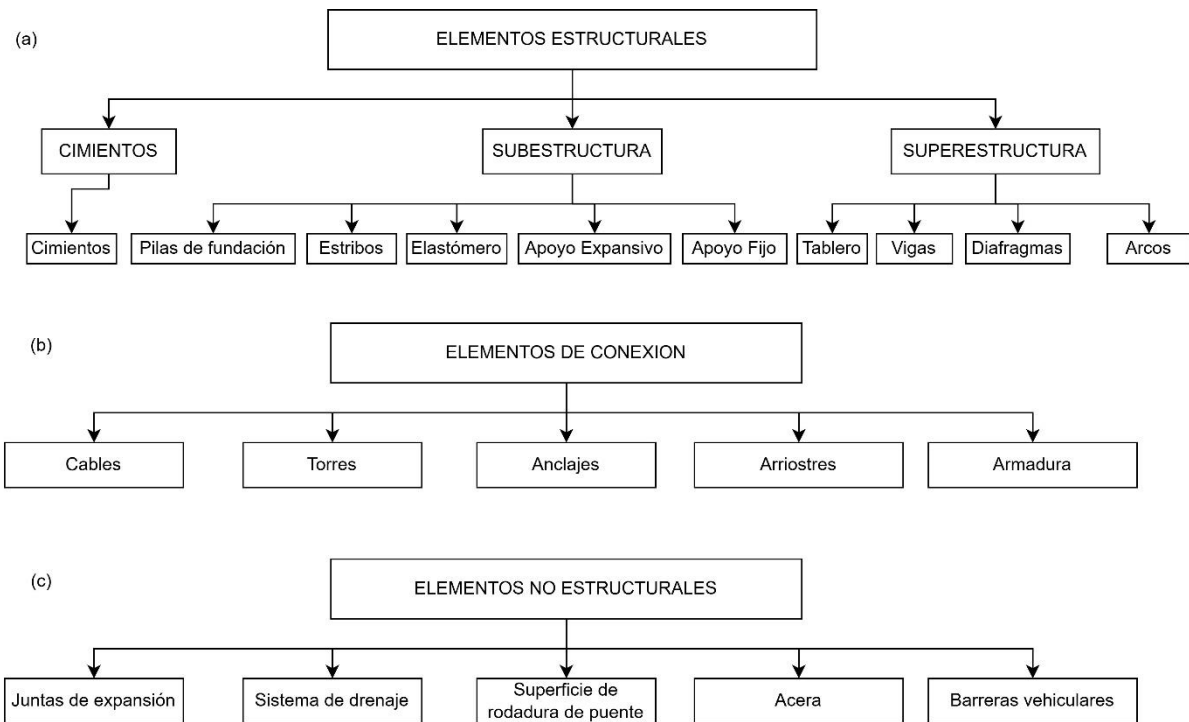 (a)
ELEMENTOS ESTRUCTURALES
CIMIENTOS
SUBESTRUCTURA
SUPERESTRUCTURA
Cimientos
Pilas de fundación
Estribos
Elastómero
Apoyo Expansivo
Apoyo Fijo
Tablero
Vigas
Diafragmas
Arcos
(b)
ELEMENTOS DE CONEXION
Cables
Torres
Anclajes
Arriostres
Armadura
(c)
ELEMENTOS NO ESTRUCTURALES
Juntas de expansión
Sistema de drenaje
Superficie de
rodadura de puente
Acera
Barreras vehiculares